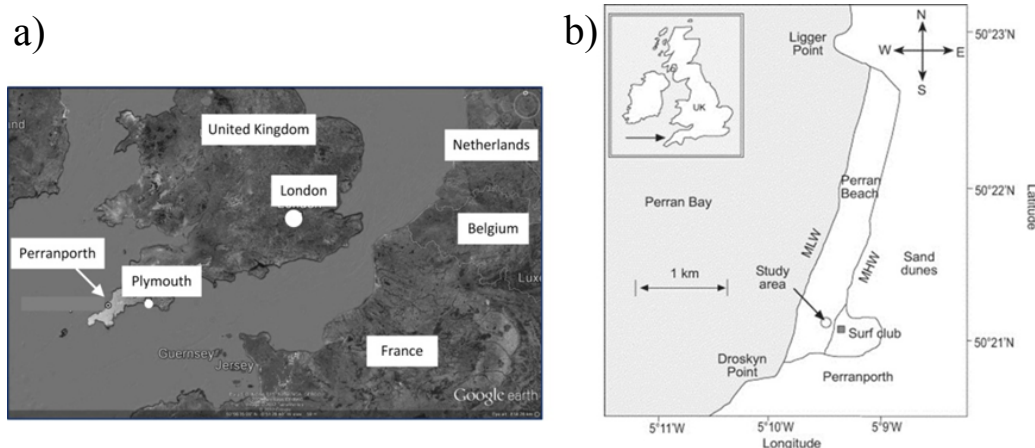 a)
United Kingdom
Netherlands
London
Belgium
Perranporth
Plymouth
Luxe
France
Guernsey
Jersey
Google earth
b)
Ligger
Point
N
W
E
S
50°23'N
UK
50°22'N
Perran
Beach
Perran Bay
Latitude
MLW
MHW
Sand
dunes
1 km
Study
area
Surf club
50°21'N
Droskyn
Point
Perranporth
5°11'W
5°10'W
5°9'W
Longitude